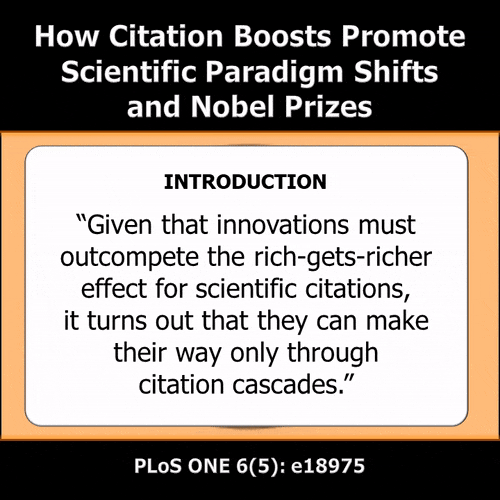 How Citation Boosts Promote
Scientific Paradigm Shifts
and Nobel Prizes
INTRODUCTION
“Given that innovations must
outcompete the rich-gets-richer
effect for scientific citations,
it turns out that they can make
their way only through
citation cascades.”
PLoS ONE 6(5): e18975